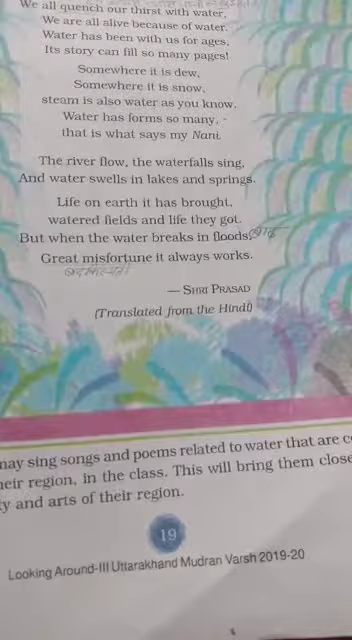 We all quench our thirst with water,
We are all alive because of water.
Water has been with us for ages,
Its story can fill so many pages!
Somewhere it is dew,
Somewhere it is snow,
steam is also water as you know.
Water has forms so many, -
that is what says my Nani.
The river flow, the waterfalls sing,
And water swells in lakes and springs.
Life on earth it has brought,
watered fields and life they got.
But when the water breaks in floods, बाढ़
Great misfortune it always works.
— SHRI PRASAD
(Translated from the Hindi)
may sing songs and poems related to water that are
their region, in the class. This will bring them
and arts of their region.
19
Looking Around-III Uttarakhand Mudran Varsh 2019-20